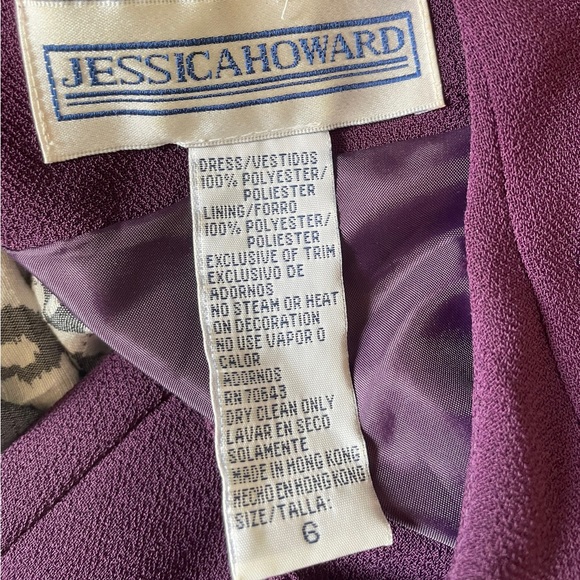 JESSICAHOWARD
DRESS/VESTIDOS
100% POLYESTER/
POLIESTER
LINING/FORRO
100% POLYESTER/
POLIESTER
EXCLUSIVE OF TRIM
EXCLUSIVO DE
ADORNOS
NO STEAM OR HEAT
ON DECORATION
NO USE VAPOR O
CALOR
ADORNOS
RN 70643
DRY CLEAN ONLY
LAVAR EN SECO
SOLAMENTE
MADE IN HONG KONG
HECHO EN HONG KONG
SIZE/TALLA:
6